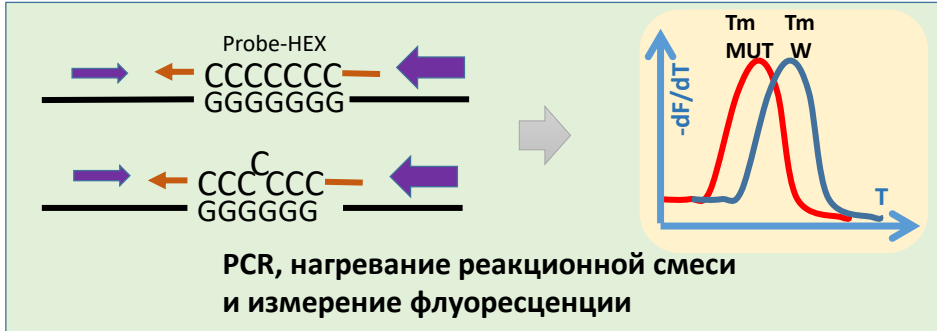 Probe-HEX
CCCCCCC
GGGGGGG
C
CCC CCC
GGGGGG
Tm Tm
MUT W
-dF/dT
T
PCR, нагревание реакционной смеси
и измерение флуоресценции